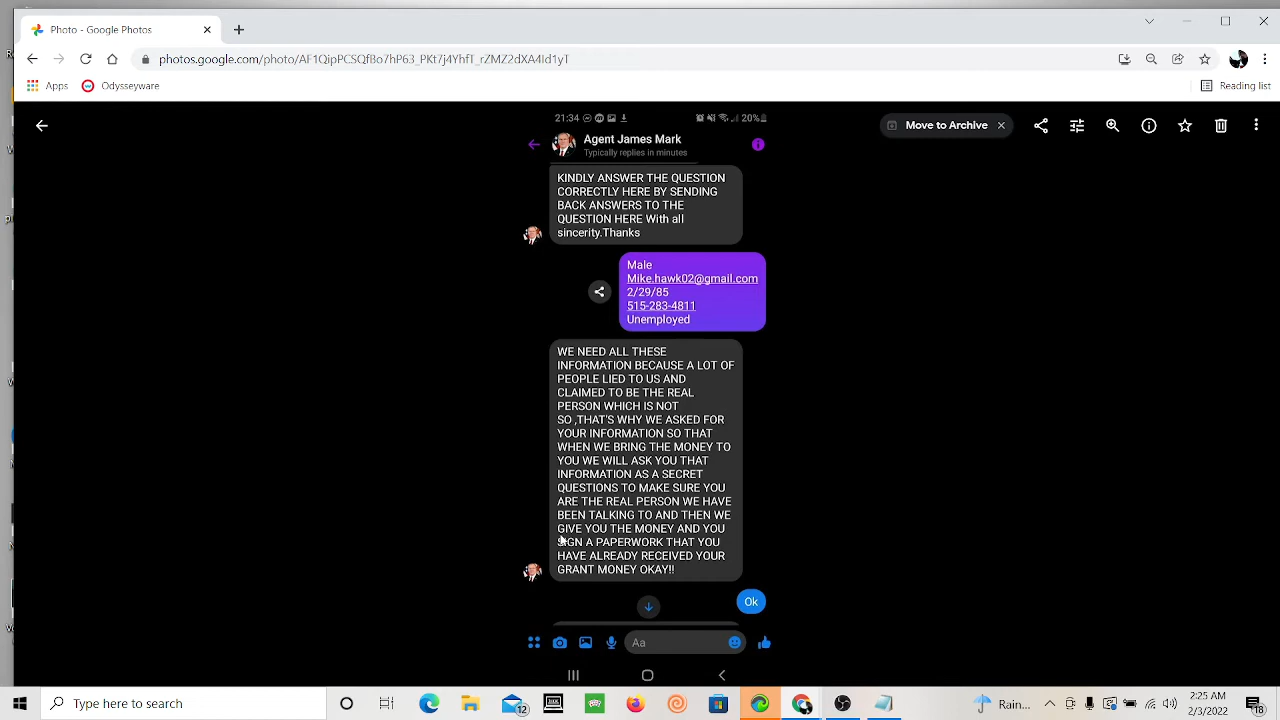 Photo - Google Photos
photos.google.com/photo/AF1QipPCSQfBo7hP63_PKt7j4YhfT_rZMZ2dXAUd1yT
Apps
Odysseyware
Reading list
Move to Archive
21:34
20%
Agent James Mark
Typically replies in minutes
KINDLY ANSWER THE QUESTION
CORRECTLY HERE BY SENDING
BACK ANSWERS TO THE
QUESTION HERE With all
sincerity.Thanks
Male
Mike.hawk02@gmail.com
2/29/85
515-283-4811
Unemployed
WE NEED ALL THESE
INFORMATION BECAUSE A LOT OF
PEOPLE LIED TO US AND
CLAIMED TO BE THE REAL
PERSON WHICH IS NOT
SO ,THAT'S WHY WE ASKED FOR
YOUR INFORMATION SO THAT
WHEN WE BRING THE MONEY TO
YOU WE WILL ASK YOU THAT
INFORMATION AS A SECRET
QUESTIONS TO MAKE SURE YOU
ARE THE REAL PERSON WE HAVE
BEEN TALKING TO AND THEN WE
GIVE YOU THE MONEY AND YOU
SIGN A PAPERWORK THAT YOU
HAVE ALREADY RECEIVED YOUR
GRANT MONEY OKAY!!
Ok
Aa
Type here to search
12
Rain...
2:25 AM
2/3/2022
18